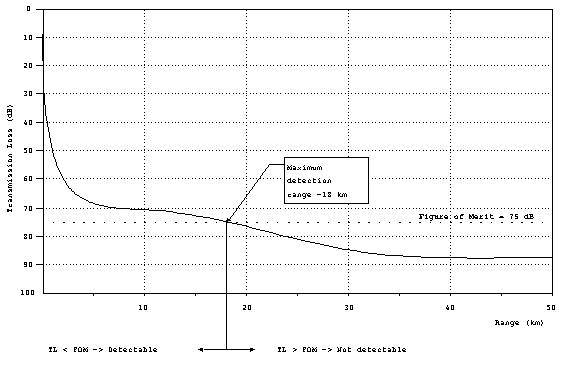 0
10
20
30
40
50
60
70
80
90
100
Transmission Loss (dB)
Maximum
detection
range ~18 km
Figure of Merit = 75 dB
10
20
30
40
50
Range (km)
TL < FOM -> Detectable
TL > FOM -> Not detectable